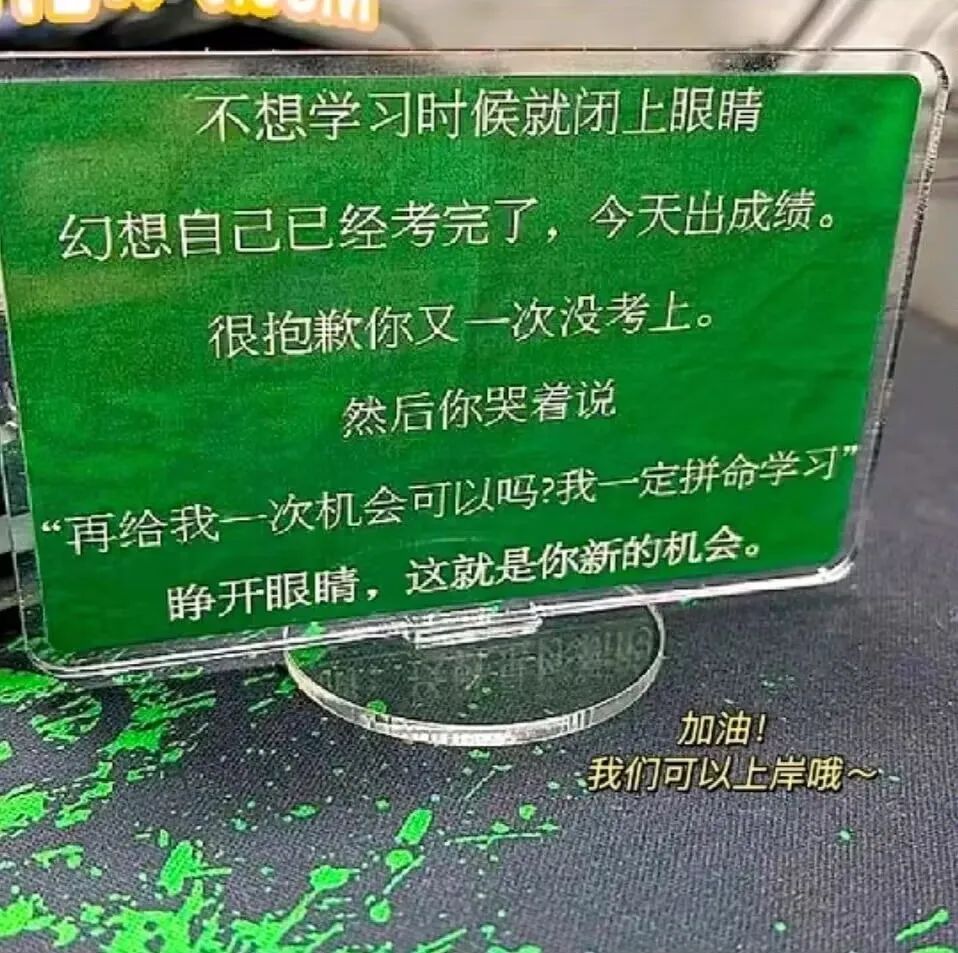 不想学习时候就闭上眼睛
幻想自己已经考完了，今天出成绩。
很抱歉你又一次没考上。
然后你哭着说
“再给我一次机会可以吗?我一定拼命学习”
睁开眼睛，这就是你新的机会。
加油！
我们可以上岸哦～